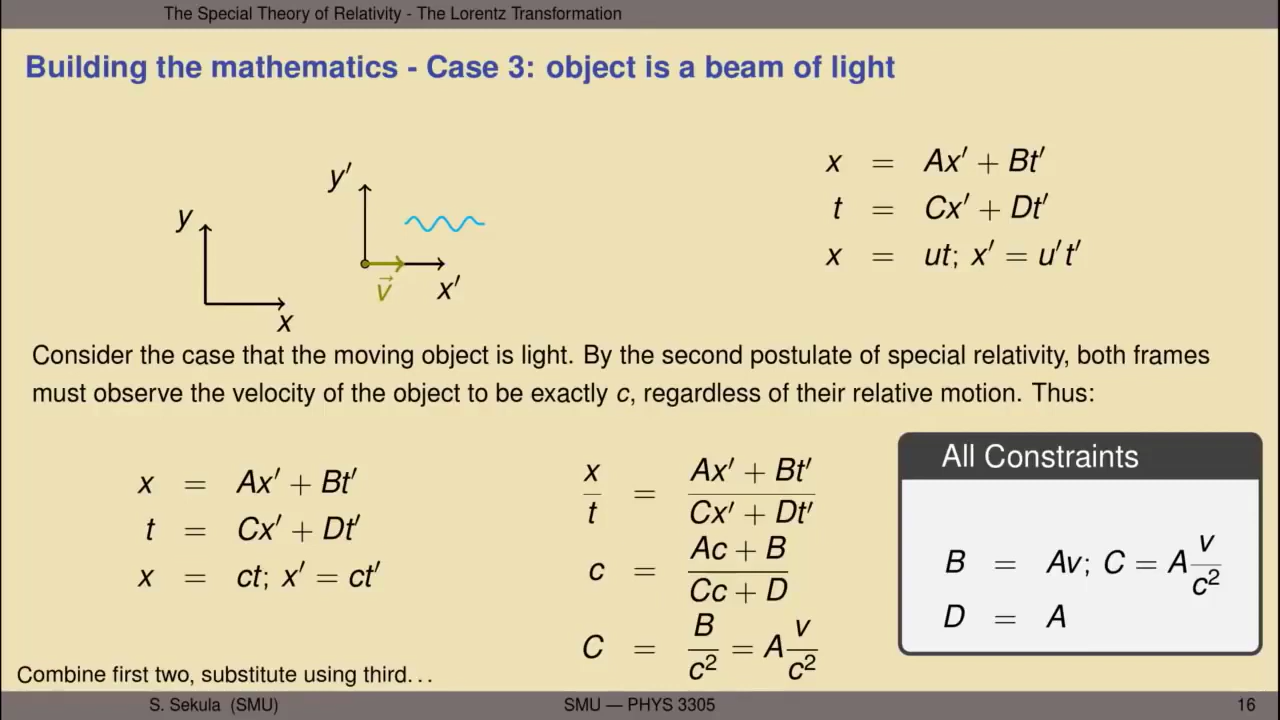 The Special Theory of Relativity - The Lorentz Transformation
Building the mathematics - Case 3: object is a beam of light
y
x
y′
x′
v⃗
x = Ax′ + Bt′
t = Cx′ + Dt′
x = ut; x′ = u′t′
Consider the case that the moving object is light. By the second postulate of special relativity, both frames
must observe the velocity of the object to be exactly c, regardless of their relative motion. Thus:
x = Ax′ + Bt′
t = Cx′ + Dt′
x = ct; x′ = ct′
x/t = (Ax′ + Bt′)/(Cx′ + Dt′)
c = (Ac + B)/(Cc + D)
C = B/c² = A v/c²
All Constraints
B = Av; C = A v/c²
D = A
Combine first two, substitute using third...
S. Sekula (SMU)
SMU — PHYS 3305
16